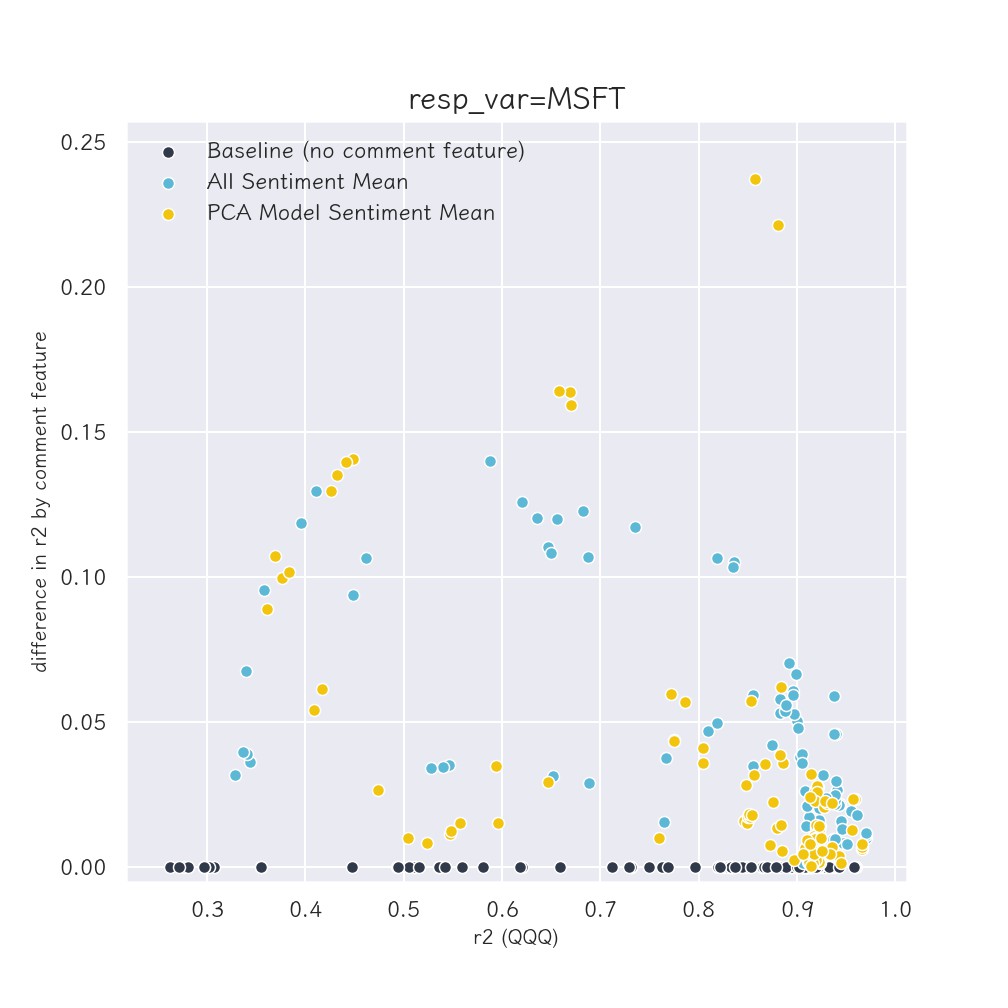 resp_var=MSFT
Baseline (no comment feature)
All Sentiment Mean
PCA Model Sentiment Mean
difference in r2 by comment feature
0.25
0.20
0.15
0.10
0.05
0.00
0.3 0.4 0.5 0.6 0.7 0.8 0.9 1.0
r2 (QQQ)